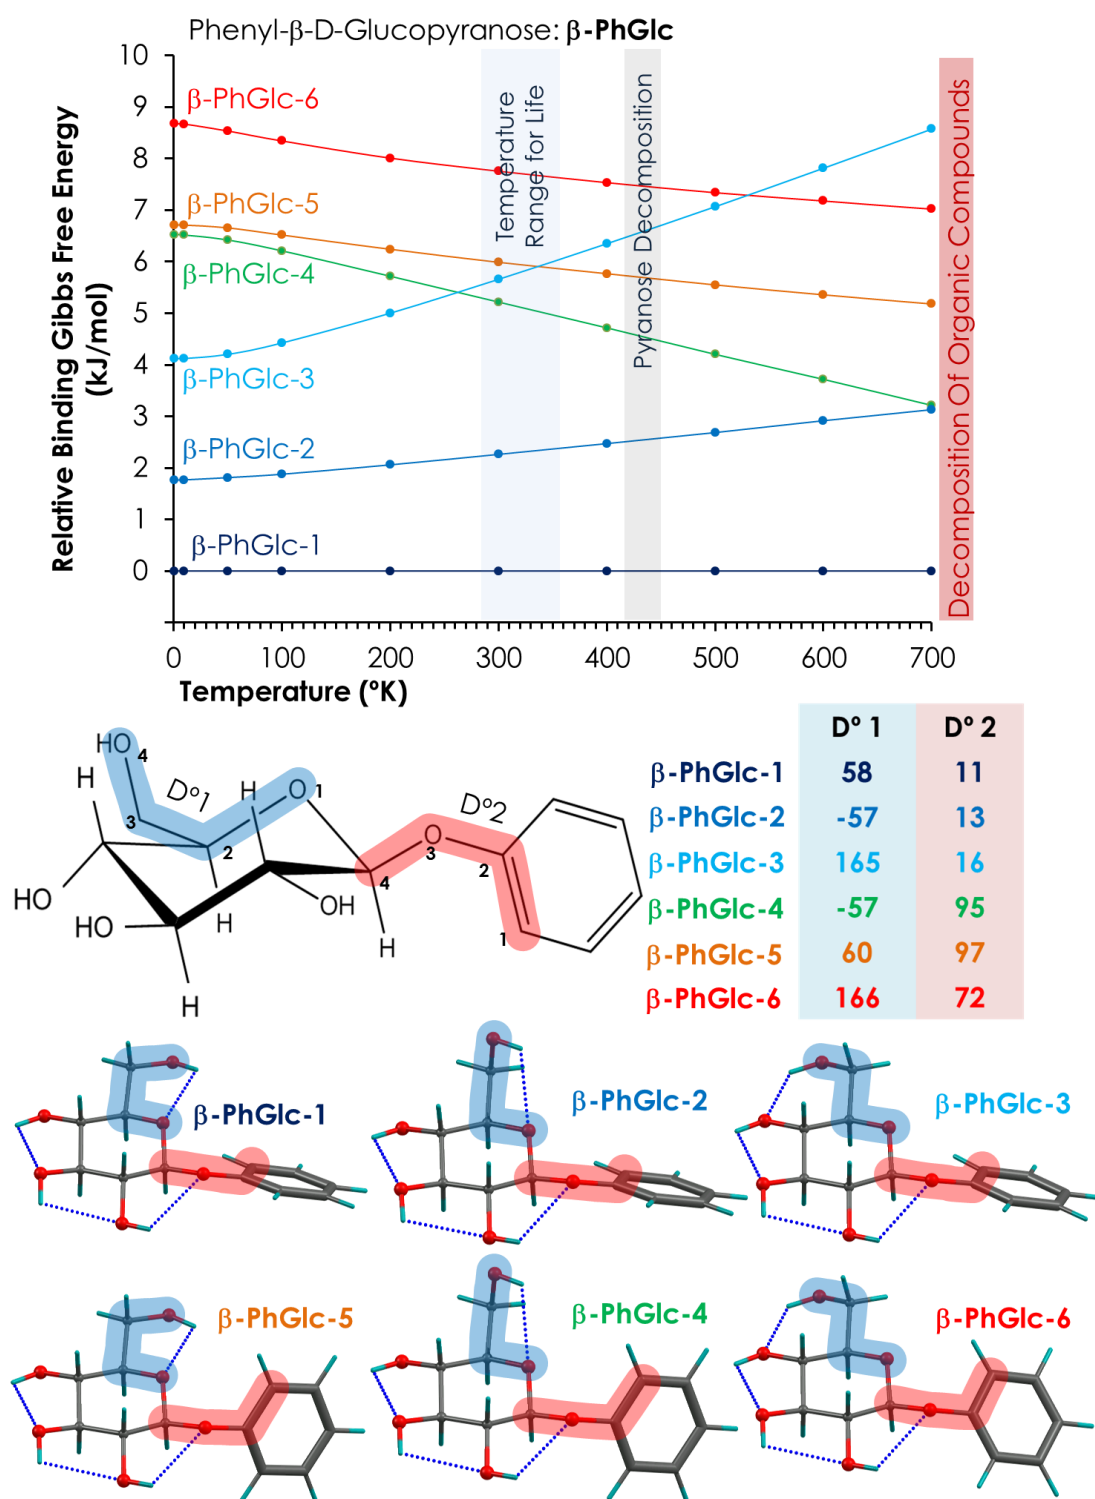 Phenyl-β-D-Glucopyranose: β-PhGlc
Relative Binding Gibbs Free Energy
(kJ/mol)
10
9
8
7
6
5
4
3
2
1
0
β-PhGlc-6
β-PhGlc-5
β-PhGlc-4
β-PhGlc-3
β-PhGlc-2
β-PhGlc-1
Temperature
Range for Life
Pyranose Decomposition
Decomposition Of Organic Compounds
0 100 200 300 400 500 600 700
Temperature (ºK)
HO 4
H
Dº1
H
O 1
3
2
Dº2
O
3
2
4
1
HO
HO
H
OH
H
H
Dº 1 Dº 2
β-PhGlc-1 58 11
β-PhGlc-2 -57 13
β-PhGlc-3 165 16
β-PhGlc-4 -57 95
β-PhGlc-5 60 97
β-PhGlc-6 166 72
β-PhGlc-1
β-PhGlc-2
β-PhGlc-3
β-PhGlc-5
β-PhGlc-4
β-PhGlc-6